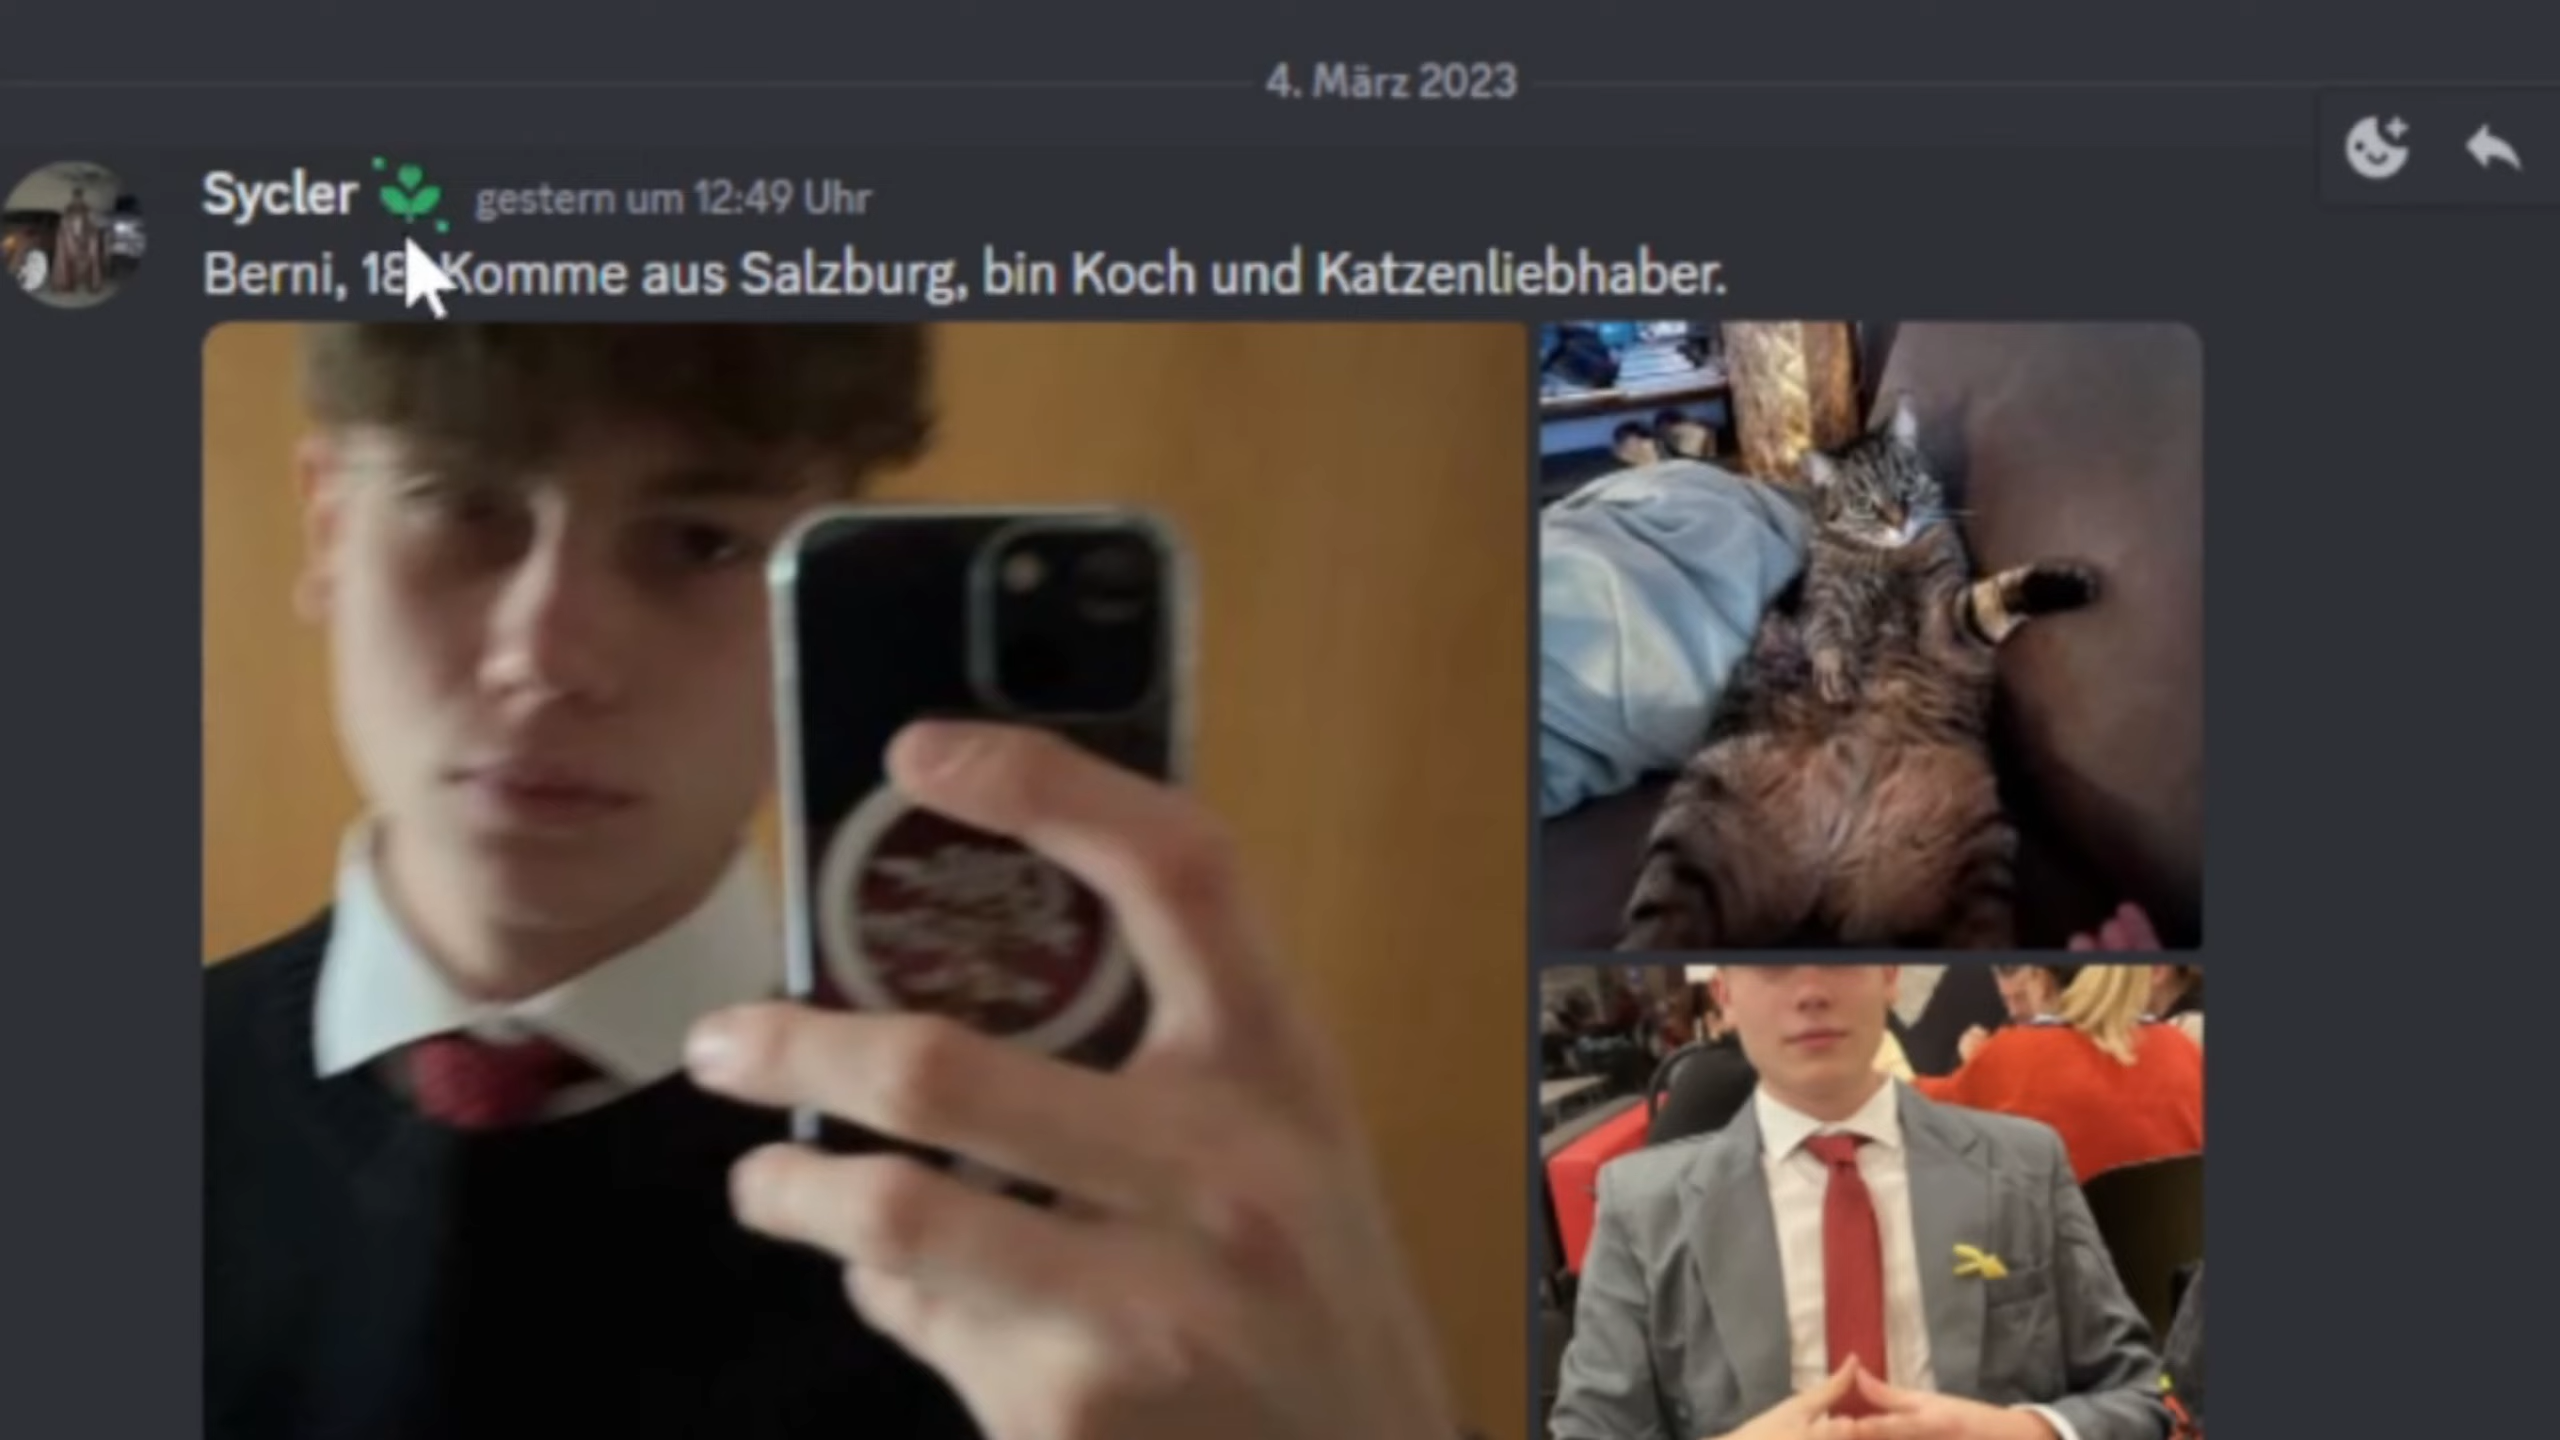 4. März 2023
Sycler gestern um 12:49 Uhr
Berni, 18, Komme aus Salzburg, bin Koch und Katzenliebhaber.